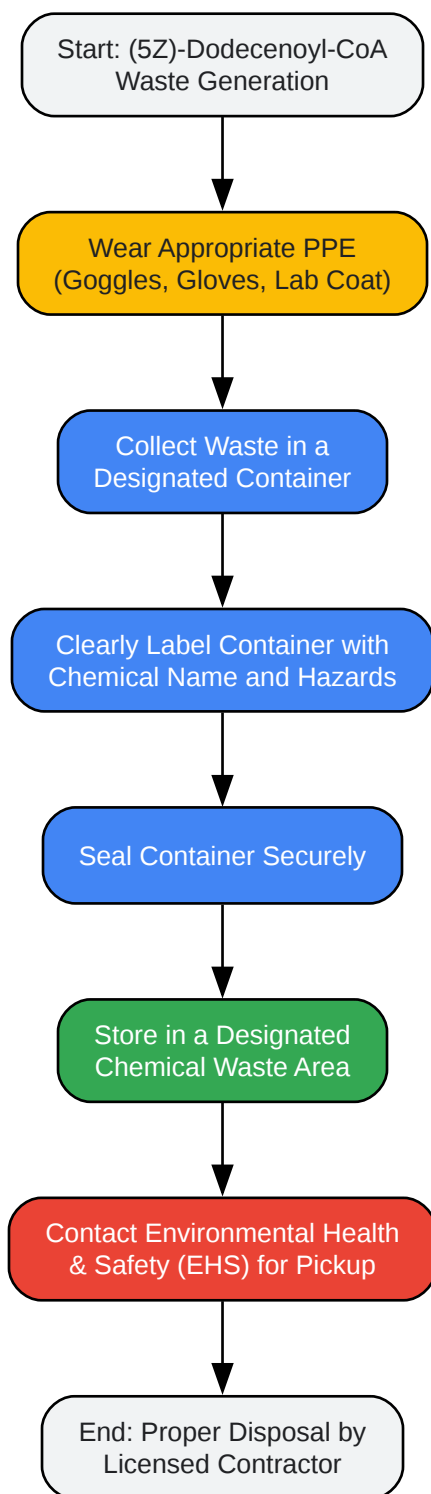 Start: (5Z)-Dodecenoyl-CoA
Waste Generation
Wear Appropriate PPE
(Goggles, Gloves, Lab Coat)
Collect Waste in a
Designated Container
Clearly Label Container with
Chemical Name and Hazards
Seal Container Securely
Store in a Designated
Chemical Waste Area
Contact Environmental Health
& Safety (EHS) for Pickup
End: Proper Disposal by
Licensed Contractor